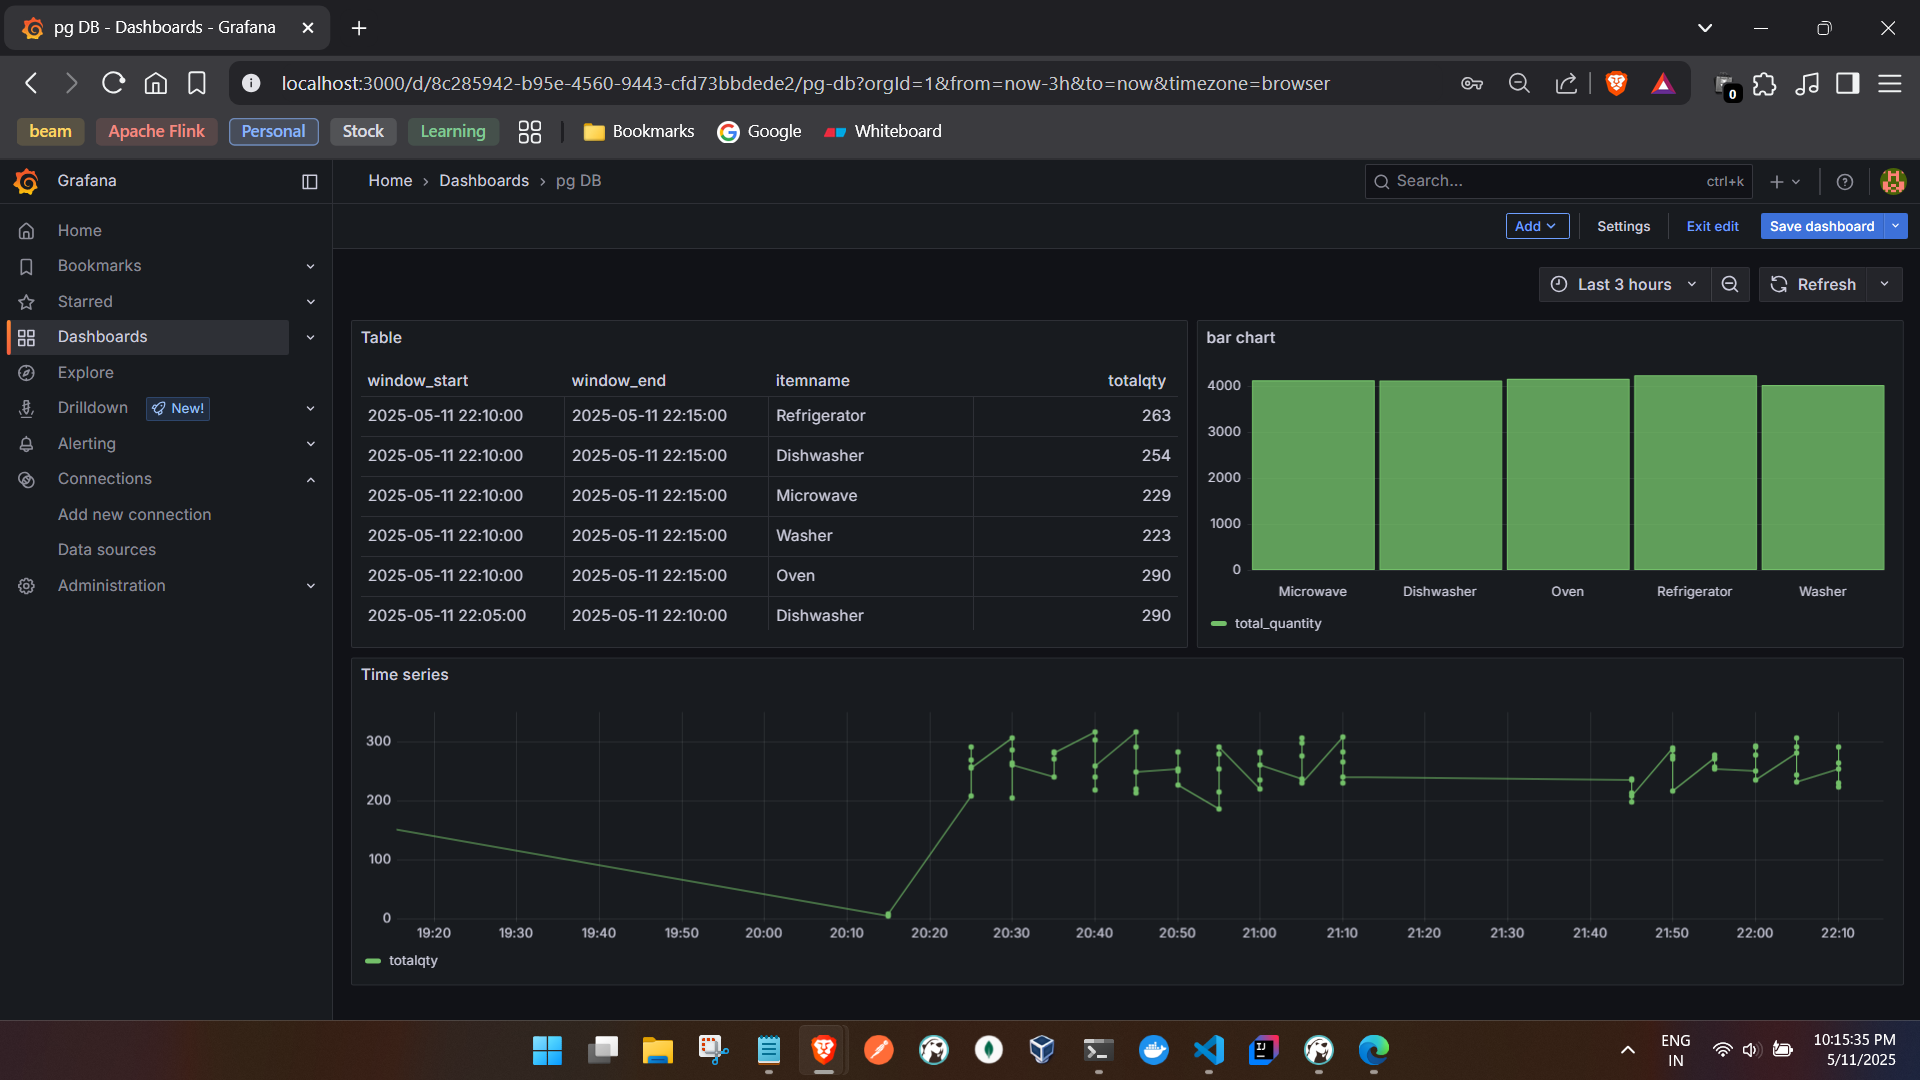 pg DB - Dashboards - Grafana
localhost:3000/d/8c285942-b95e-4560-9443-cfd73bbdede2/pg-db?orgId=1&from=now-3h&to=now&timezone=browser
0
beam Apache Flink Personal Stock Learning Bookmarks Google Whiteboard
Grafana
Home › Dashboards › pg DB
Search... ctrl+k
Add Settings Exit edit Save dashboard
Last 3 hours Refresh
Home
Bookmarks
Starred
Dashboards
Explore
Drilldown New!
Alerting
Connections
Add new connection
Data sources
Administration
Table
window_start window_end itemname totalqty
2025-05-11 22:10:00 2025-05-11 22:15:00 Refrigerator 263
2025-05-11 22:10:00 2025-05-11 22:15:00 Dishwasher 254
2025-05-11 22:10:00 2025-05-11 22:15:00 Microwave 229
2025-05-11 22:10:00 2025-05-11 22:15:00 Washer 223
2025-05-11 22:10:00 2025-05-11 22:15:00 Oven 290
2025-05-11 22:05:00 2025-05-11 22:10:00 Dishwasher 290
bar chart
4000
3000
2000
1000
0
Microwave Dishwasher Oven Refrigerator Washer
total_quantity
Time series
300
200
100
0
19:20 19:30 19:40 19:50 20:00 20:10 20:20 20:30 20:40 20:50 21:00 21:10 21:20 21:30 21:40 21:50 22:00 22:10
totalqty
IJ
ENG
IN
10:15:35 PM
5/11/2025